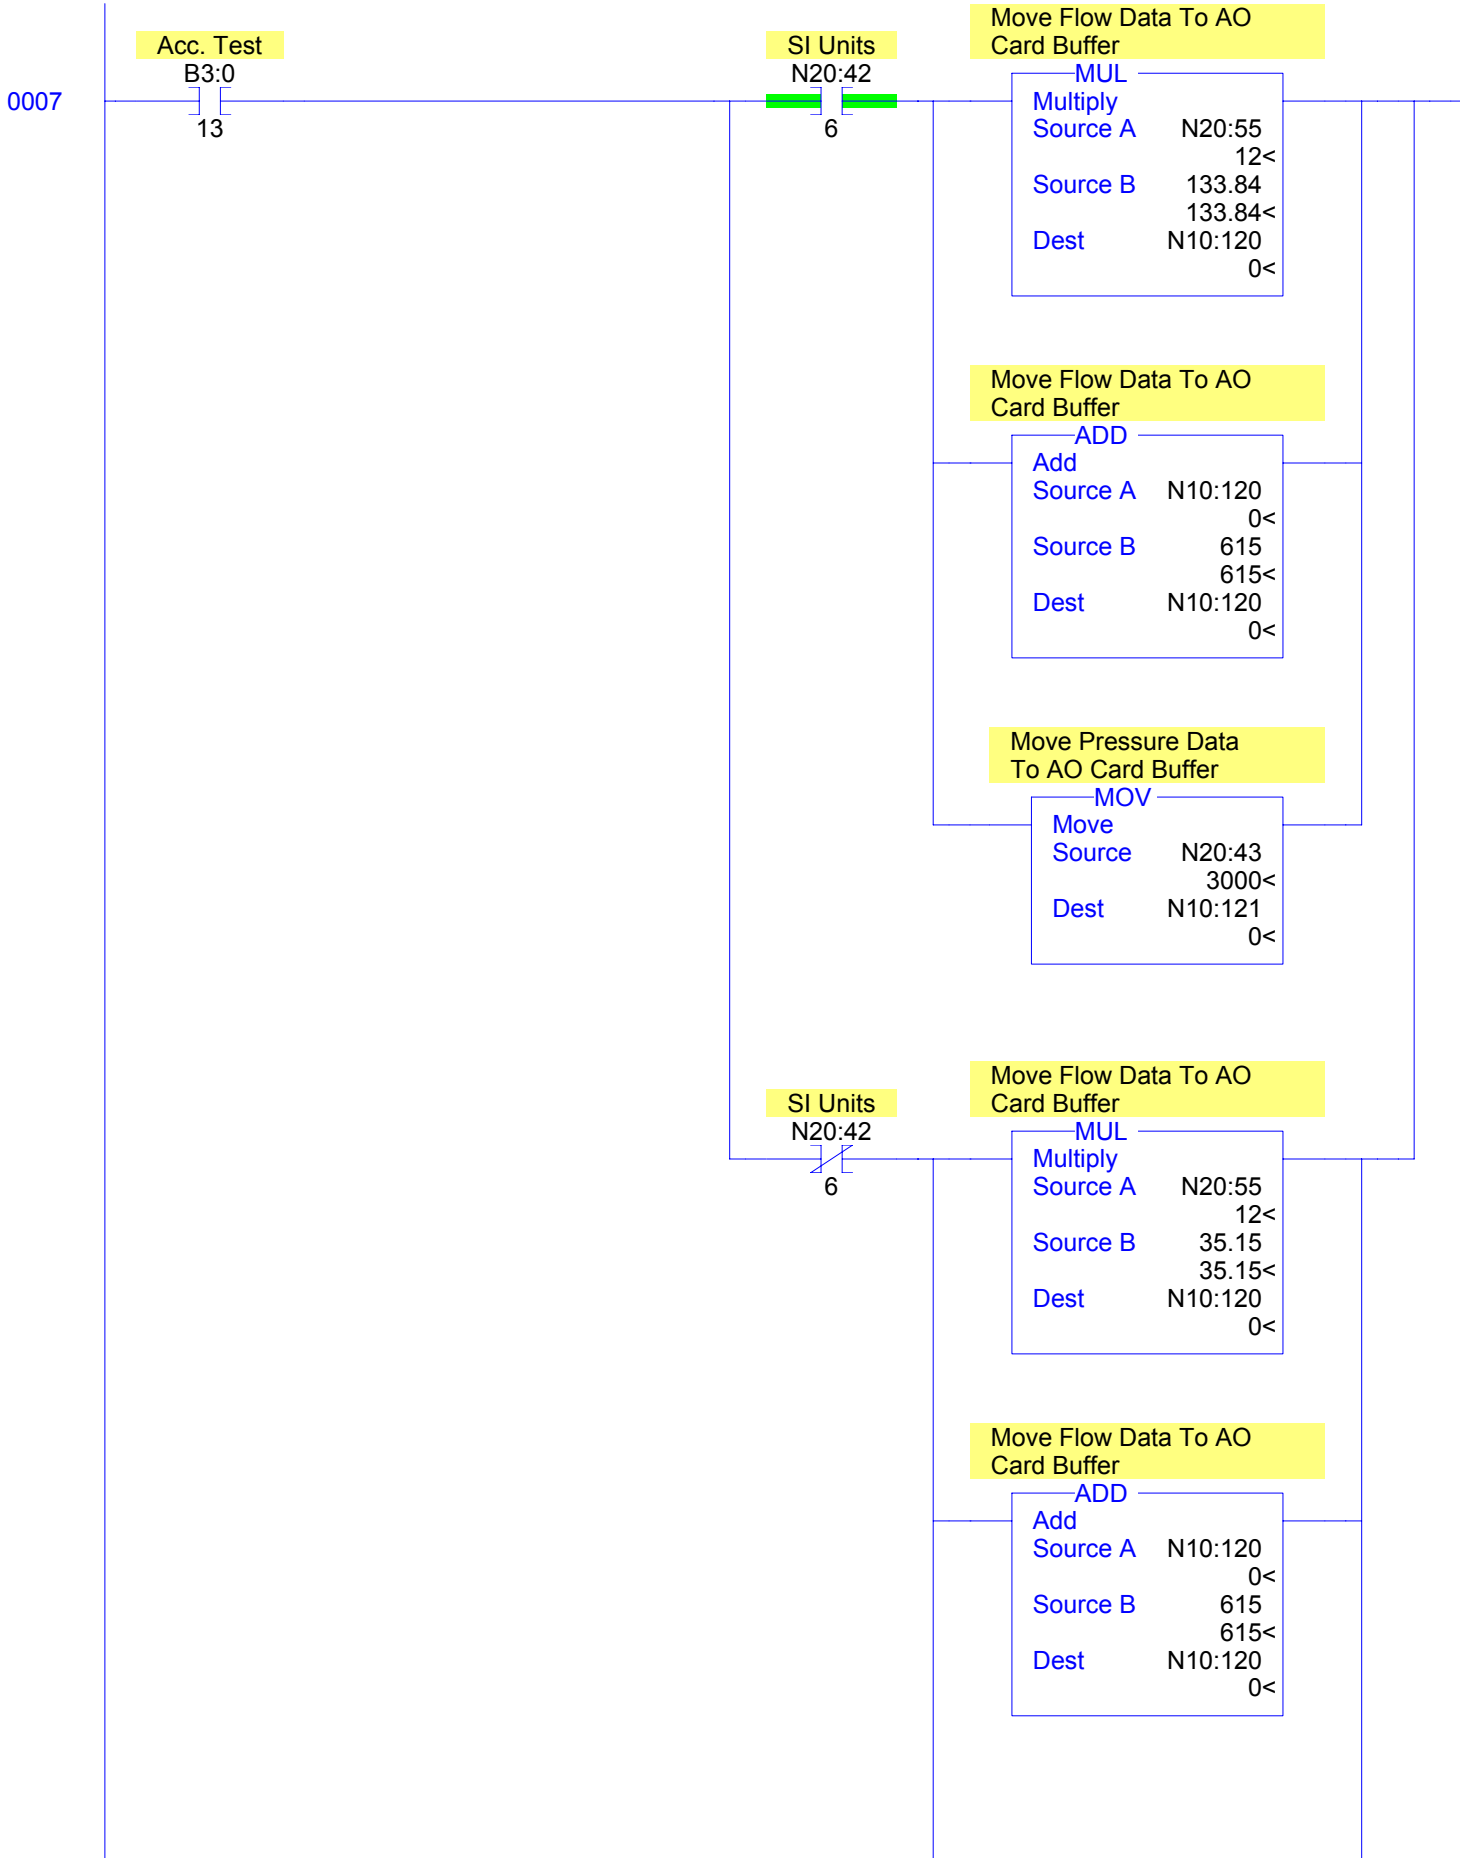 Move Flow Data To AO
Card Buffer
Acc. Test
SI Units
B3:0
N20:42
MUL
0007
Multiply
13
6
Source A N20:55
12<
Source B 133.84
133.84<
Dest N10:120
0<
Move Flow Data To AO
Card Buffer
ADD
Add
Source A N10:120
0<
Source B 615
615<
Dest N10:120
0<
Move Pressure Data
To AO Card Buffer
MOV
Move
Source N20:43
3000<
Dest N10:121
0<
Move Flow Data To AO
Card Buffer
SI Units
N20:42
MUL
Multiply
6
Source A N20:55
12<
Source B 35.15
35.15<
Dest N10:120
0<
Move Flow Data To AO
Card Buffer
ADD
Add
Source A N10:120
0<
Source B 615
615<
Dest N10:120
0<